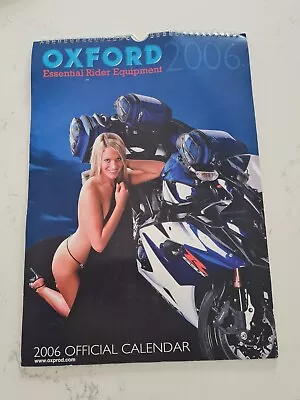 OXFORD 2006
Essential Rider Equipment
2006 OFFICIAL CALENDAR
www.oxprod.com